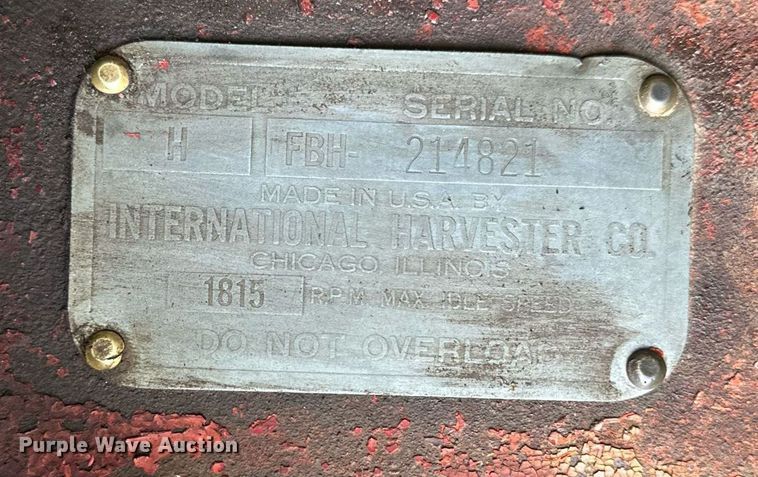 MODEL SERIAL NO.
H FBH- 214821
MADE IN U.S.A. BY
INTERNATIONAL HARVESTER CO.
CHICAGO, ILLINOIS
1815 R.P.M. MAX. IDLE SPEED
DO NOT OVERLOAD
Purple Wave Auction